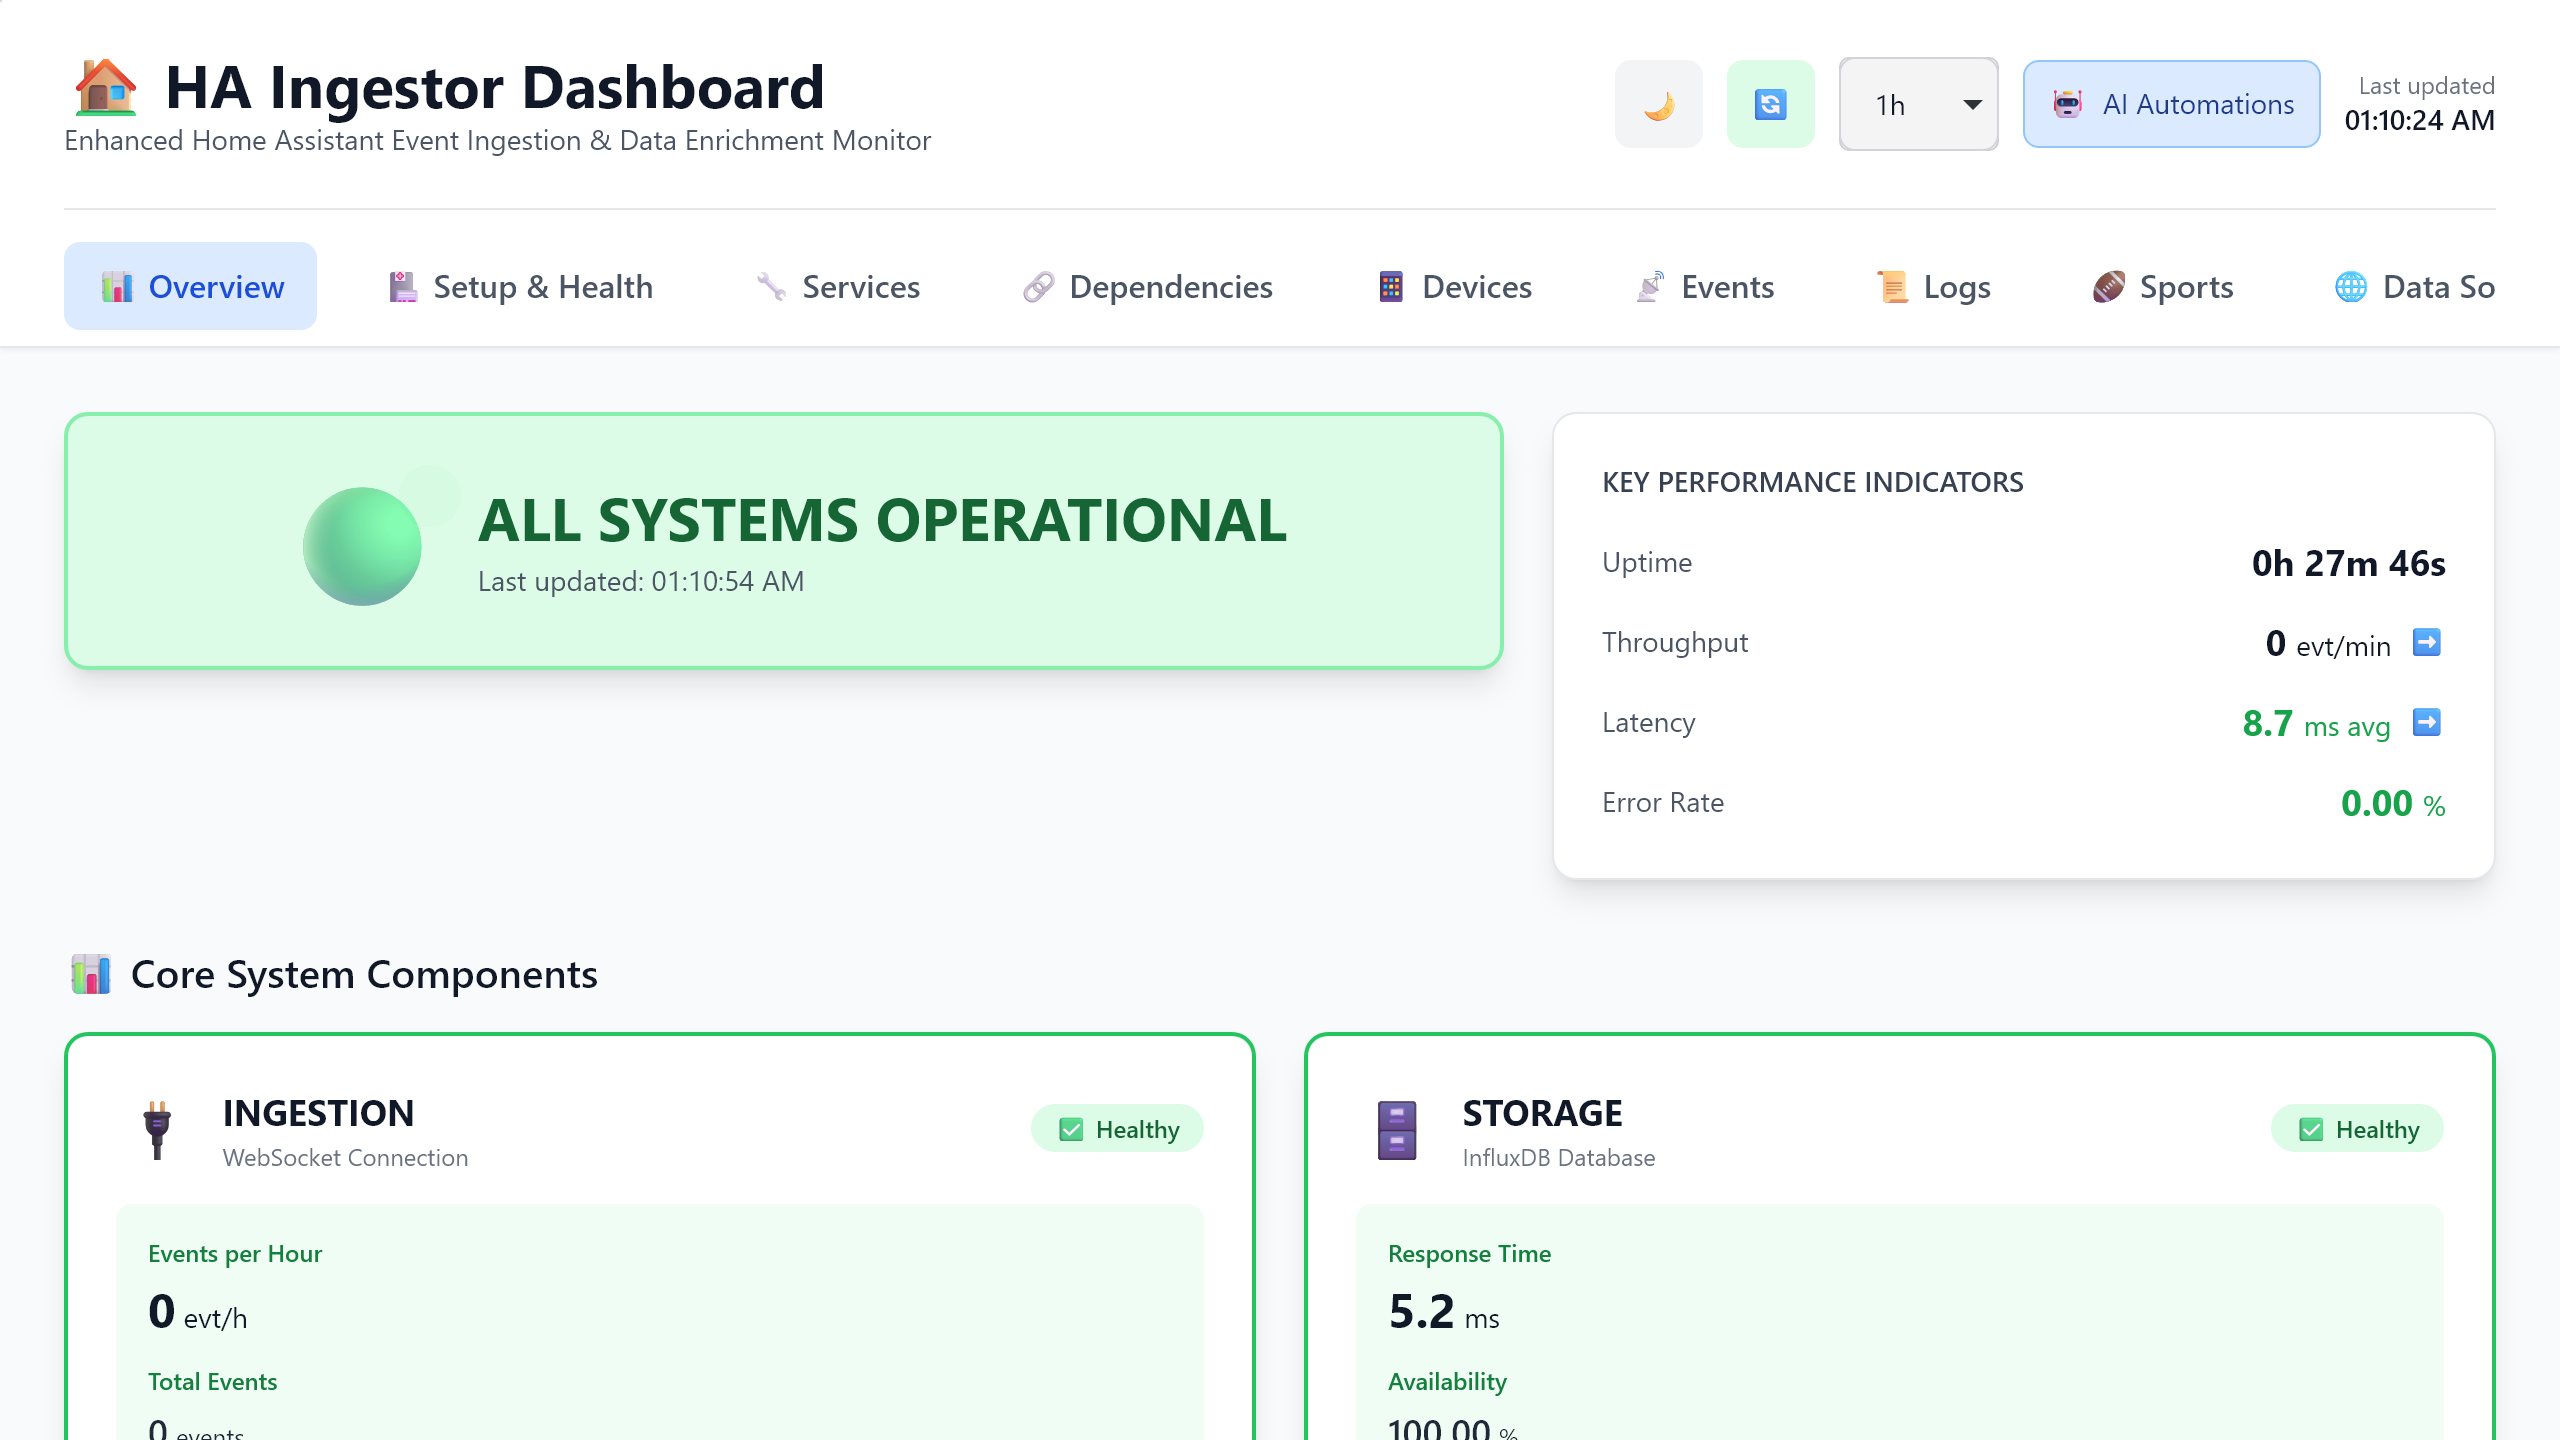 HA Ingestor Dashboard
Enhanced Home Assistant Event Ingestion & Data Enrichment Monitor
1h
AI Automations
Last updated
01:10:24 AM
Overview
Setup & Health
Services
Dependencies
Devices
Events
Logs
Sports
Data So
ALL SYSTEMS OPERATIONAL
Last updated: 01:10:54 AM
KEY PERFORMANCE INDICATORS
Uptime
0h 27m 46s
Throughput
0 evt/min
Latency
8.7 ms avg
Error Rate
0.00 %
Core System Components
INGESTION
WebSocket Connection
Healthy
Events per Hour
0 evt/h
Total Events
0 events
STORAGE
InfluxDB Database
Healthy
Response Time
5.2 ms
Availability
100.00 %